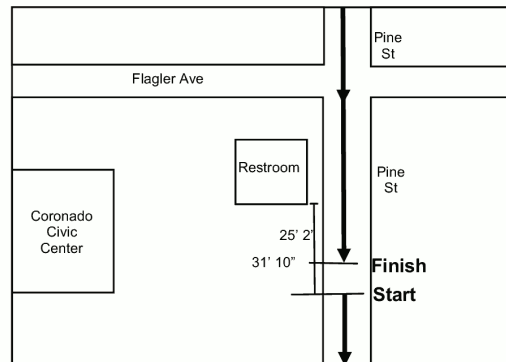 Pine
St
Flagler Ave
Restroom
Pine
St
Coronado
Civic
Center
25' 2'
31' 10"
Finish
Start